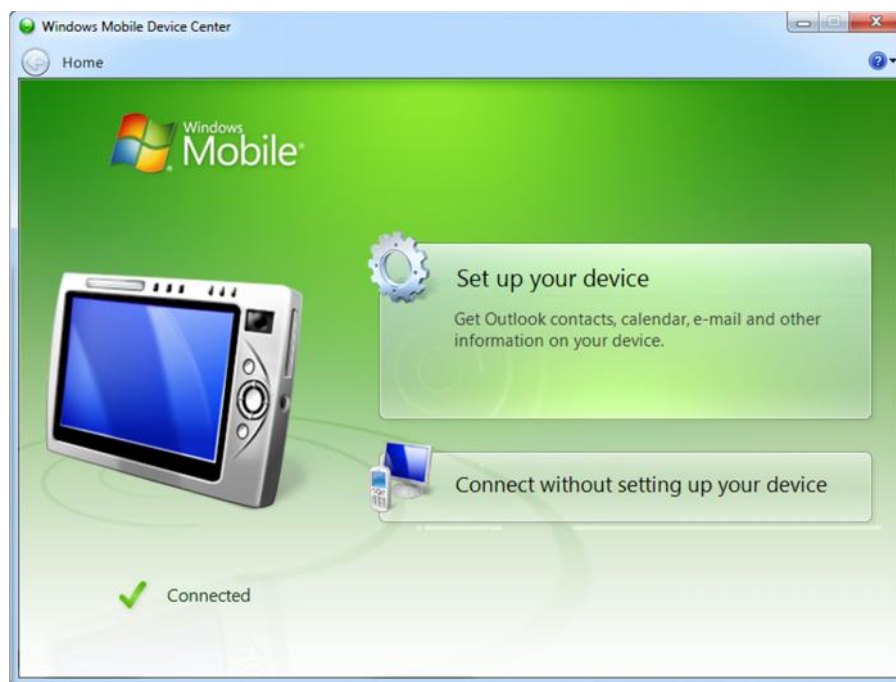 Windows Mobile Device Center
Home
Windows
Mobile
Set up your device
Get Outlook contacts, calendar, e-mail and other
information on your device.
Connect without setting up your device
Connected